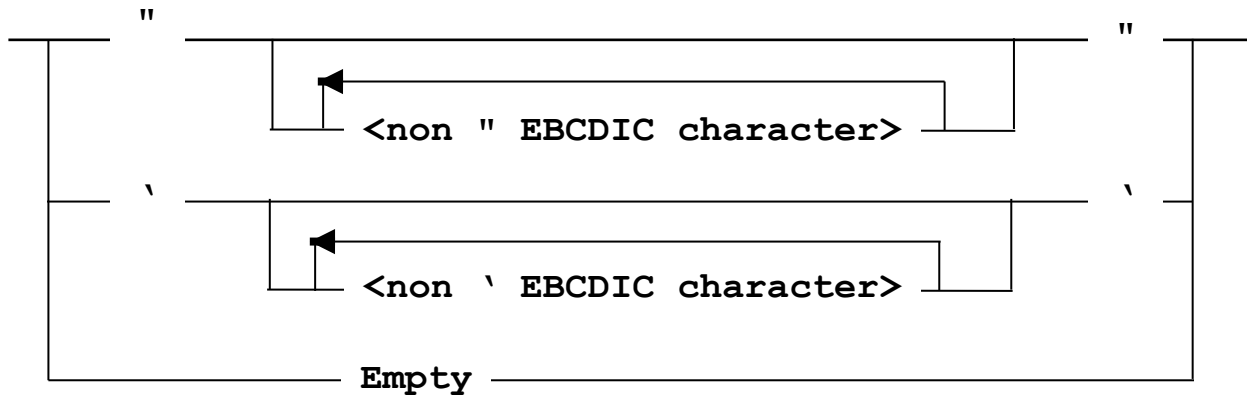 " "
<non " EBCDIC character>
‛ ‛
<non ‛ EBCDIC character>
Empty